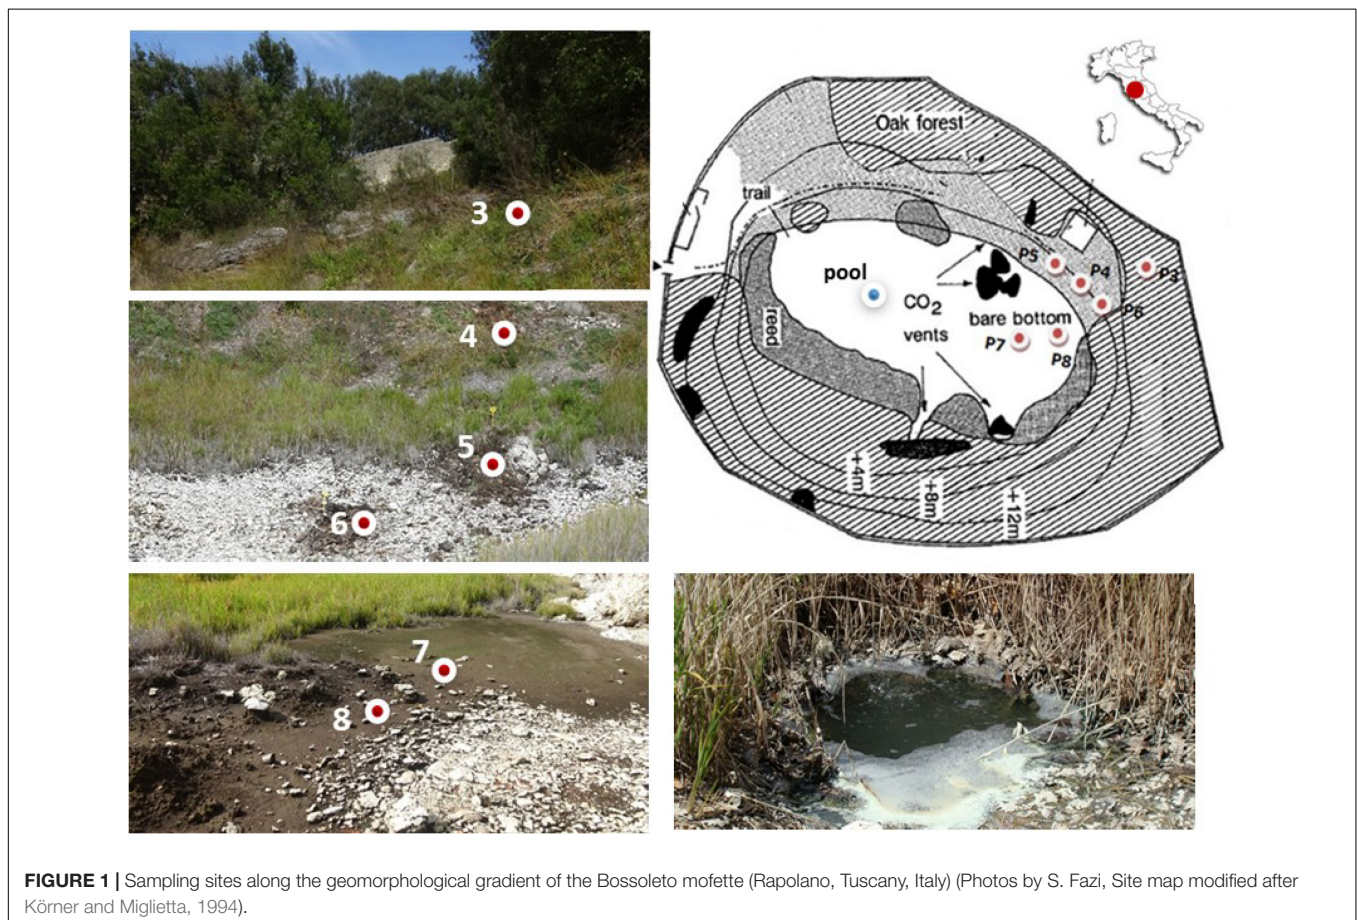 3
4
5
6
7
8
Oak forest
trail
P5
P4
P3
P6
pool
CO2
vents
bare bottom
P7
P8
reed
+4m
+8m
+12m
FIGURE 1 | Sampling sites along the geomorphological gradient of the Bossoleto mofette (Rapolano, Tuscany, Italy) (Photos by S. Fazi, Site map modified after
Körner and Miglietta, 1994).